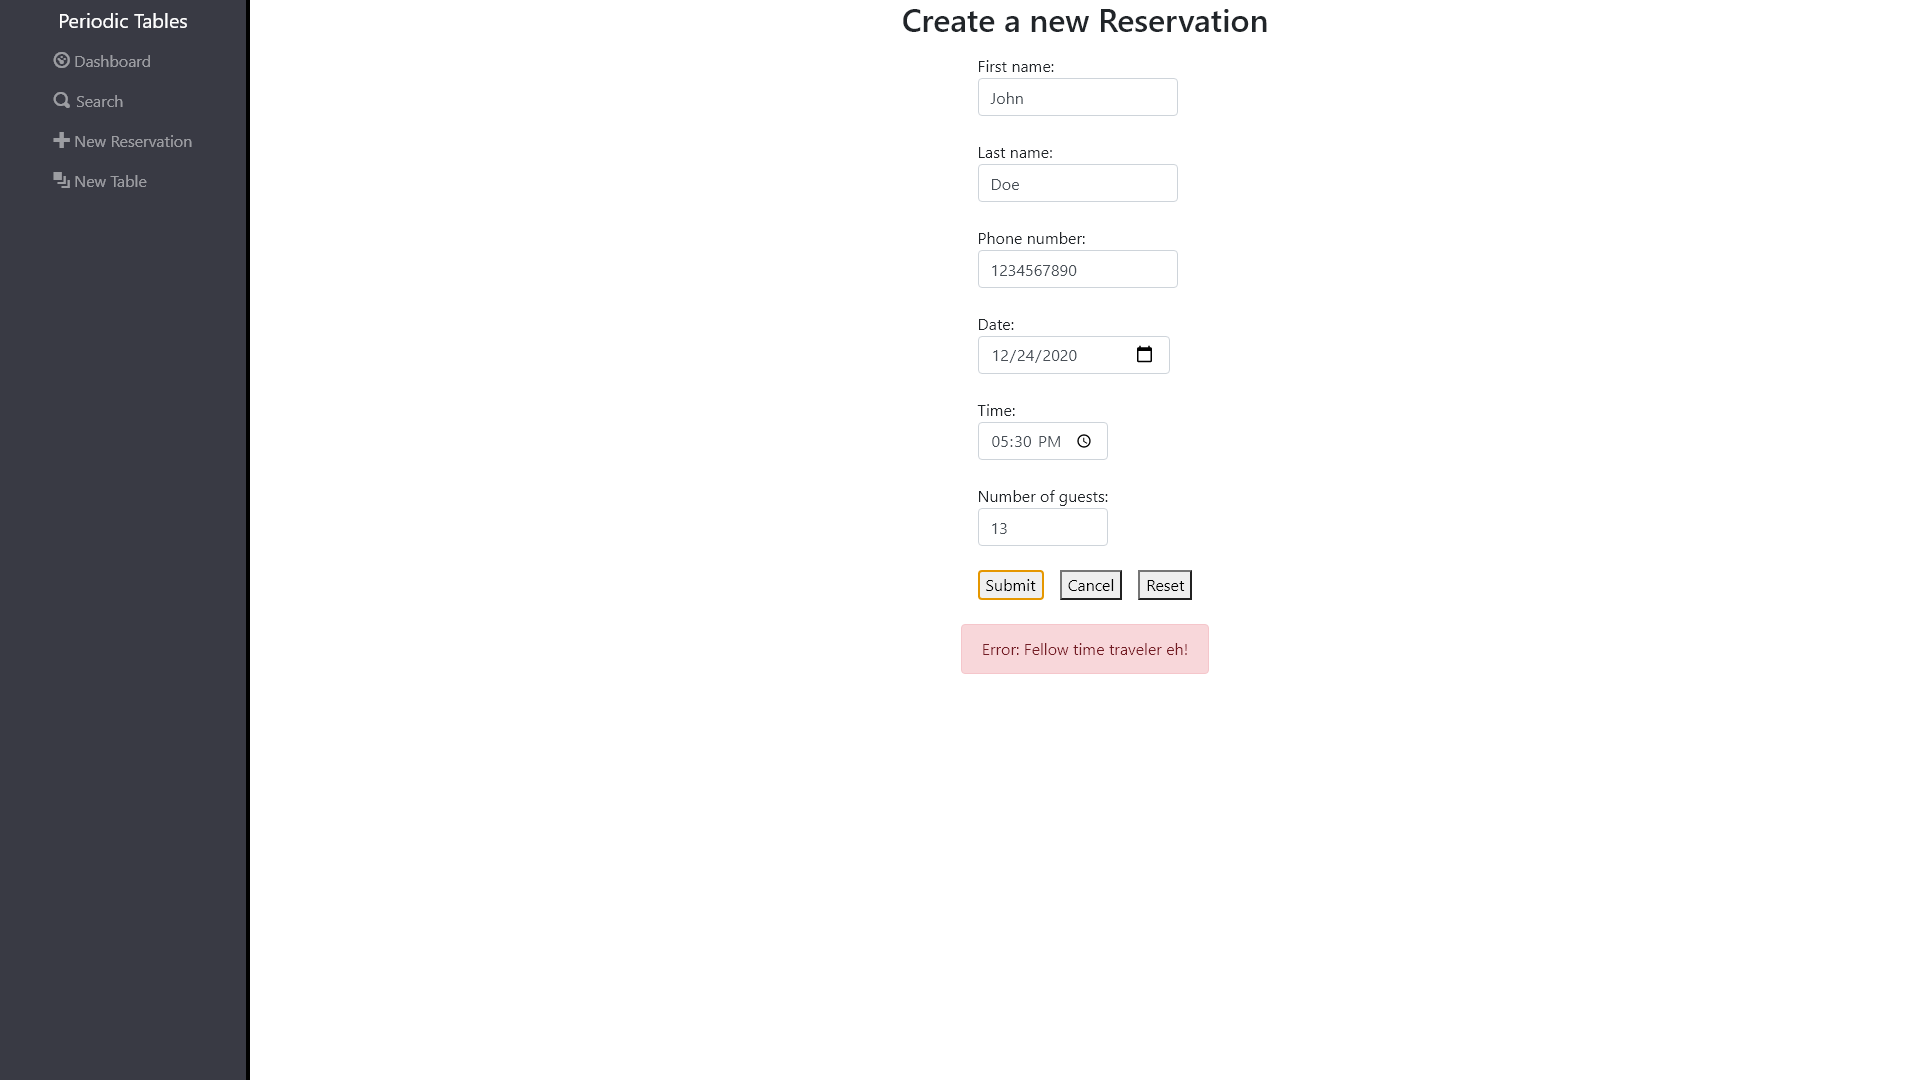 Periodic Tables
Dashboard
Search
New Reservation
New Table
Create a new Reservation
First name:
John
Last name:
Doe
Phone number:
1234567890
Date:
12/24/2020
Time:
05:30 PM
Number of guests:
13
Submit Cancel Reset
Error: Fellow time traveler eh!